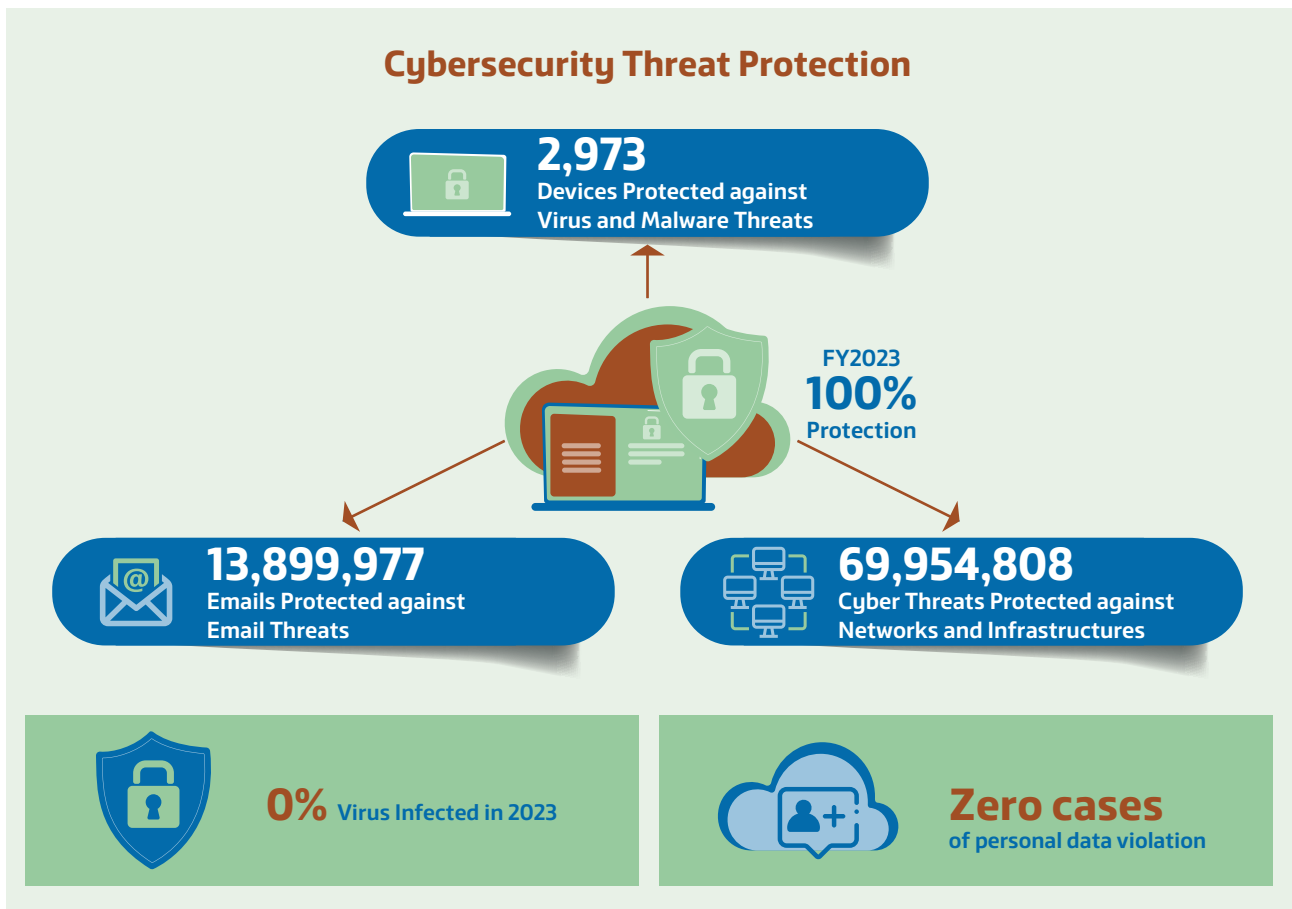 Cybersecurity Threat Protection
2,973
Devices Protected against
Virus and Malware Threats
FY2023
100%
Protection
@
13,899,977
Emails Protected against
Email Threats
69,954,808
Cyber Threats Protected against
Networks and Infrastructures
0% Virus Infected in 2023
Zero cases
of personal data violation